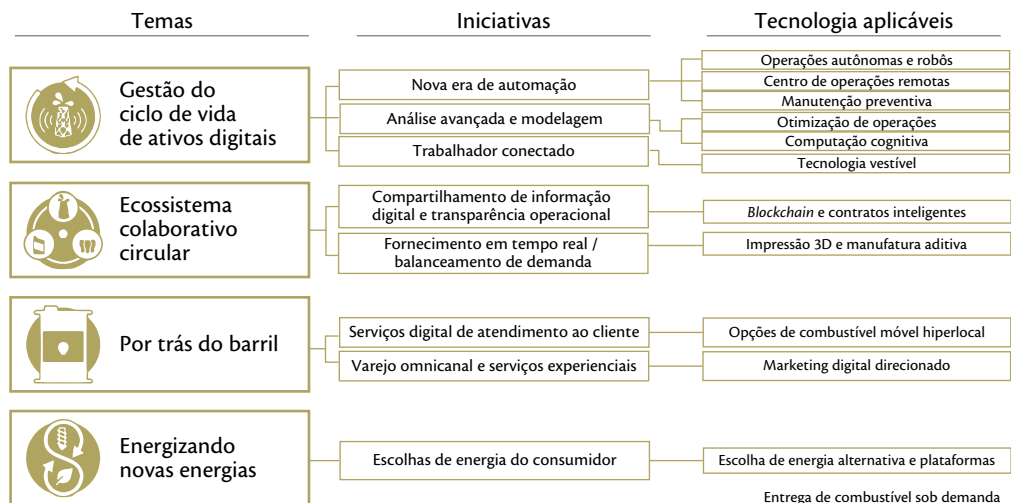 Temas
Iniciativas
Tecnologia aplicáveis
Gestão do
ciclo de vida
de ativos digitais
Nova era de automação
Análise avançada e modelagem
Trabalhador conectado
Operações autônomas e robôs
Centro de operações remotas
Manutenção preventiva
Otimização de operações
Computação cognitiva
Tecnologia vestível
Ecossistema
colaborativo
circular
Compartilhamento de informação
digital e transparência operacional
Fornecimento em tempo real /
balanceamento de demanda
Blockchain e contratos inteligentes
Impressão 3D e manufatura aditiva
Por trás do barril
Serviços digital de atendimento ao cliente
Varejo omnicanal e serviços experienciais
Opções de combustível móvel hiperlocal
Marketing digital direcionado
Energizando
novas energias
Escolhas de energia do consumidor
Escolha de energia alternativa e plataformas
Entrega de combustível sob demanda